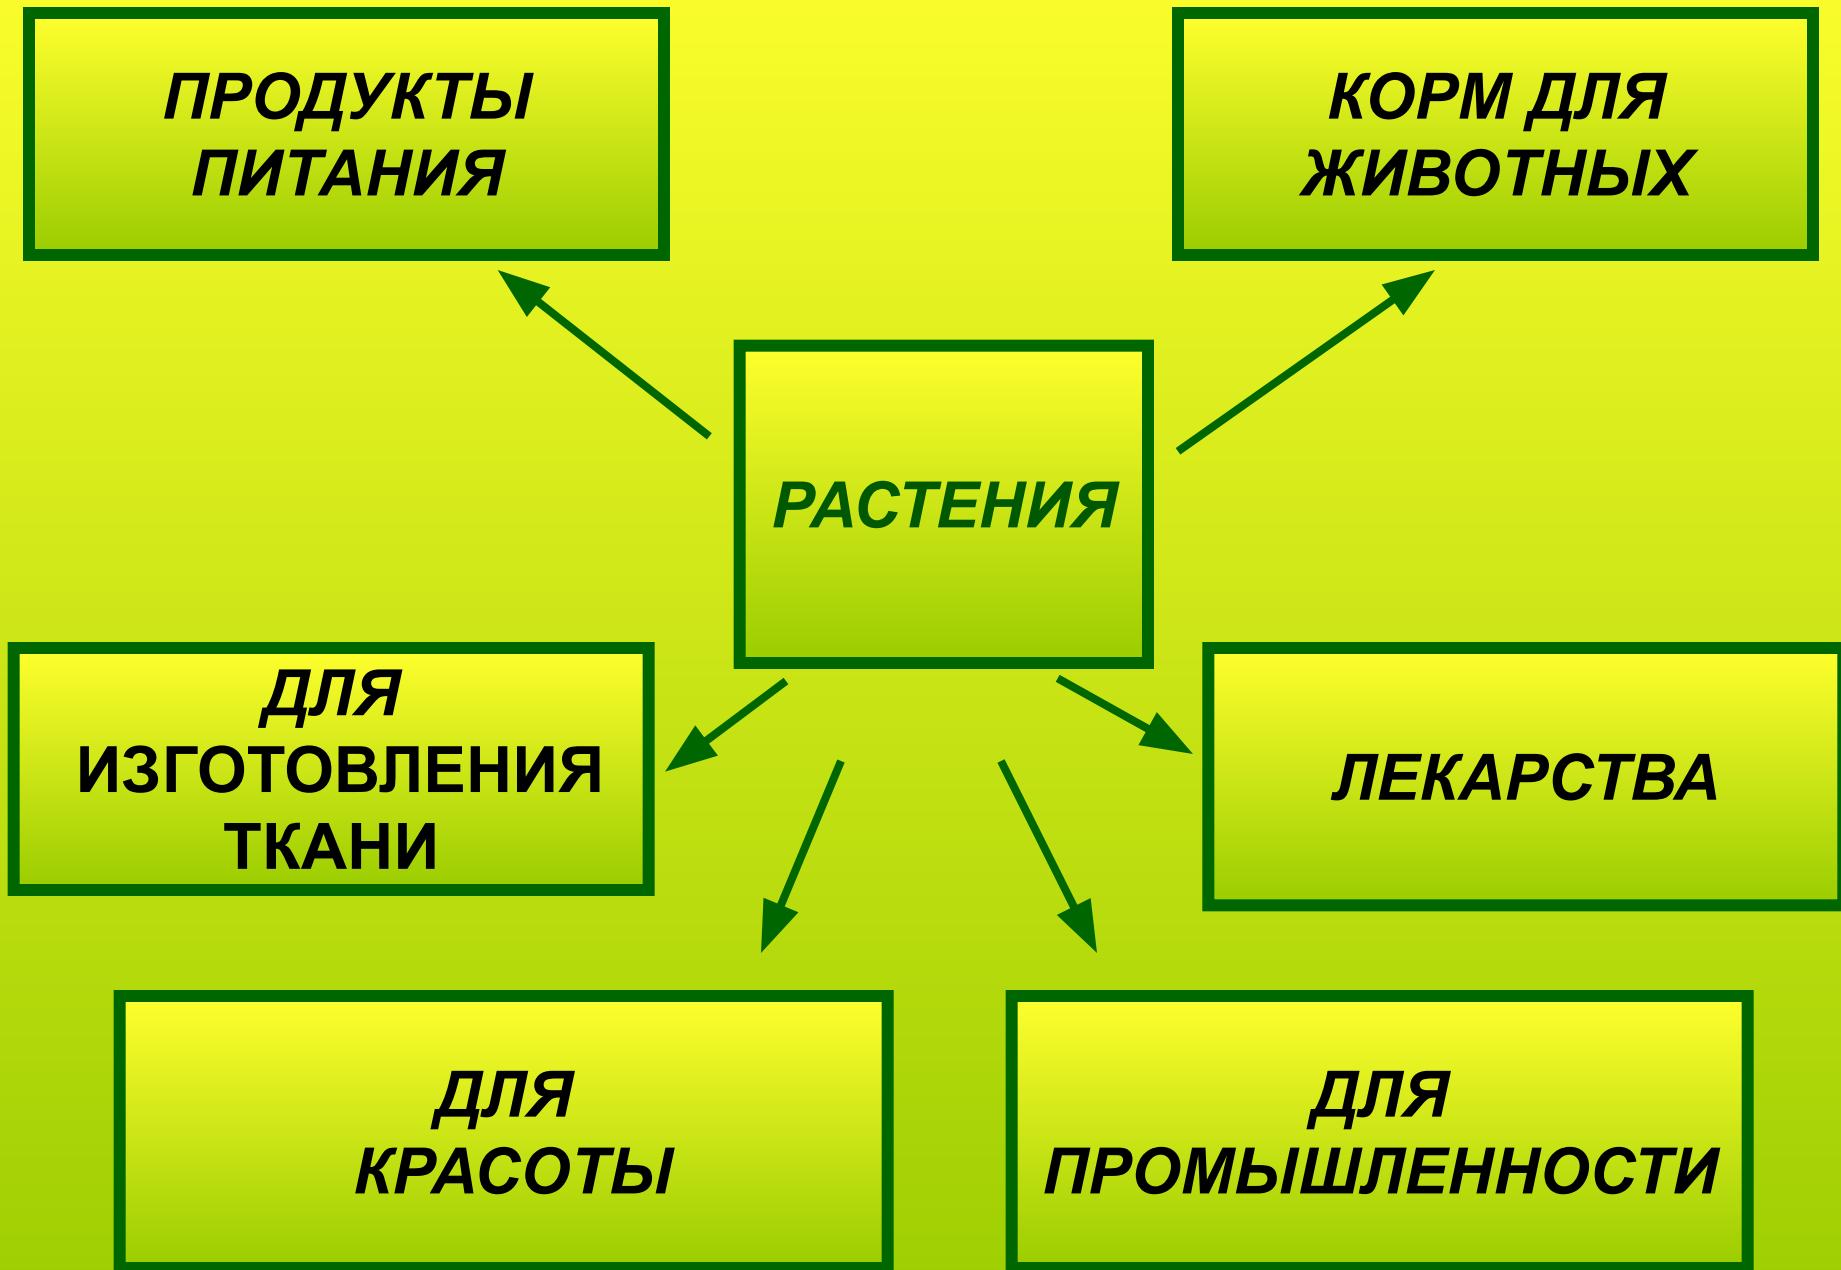 ПРОДУКТЫ
ПИТАНИЯ
КОРМ ДЛЯ
ЖИВОТНЫХ
РАСТЕНИЯ
ДЛЯ
ИЗГОТОВЛЕНИЯ
ТКАНИ
ЛЕКАРСТВА
ДЛЯ
КРАСОТЫ
ДЛЯ
ПРОМЫШЛЕННОСТИ